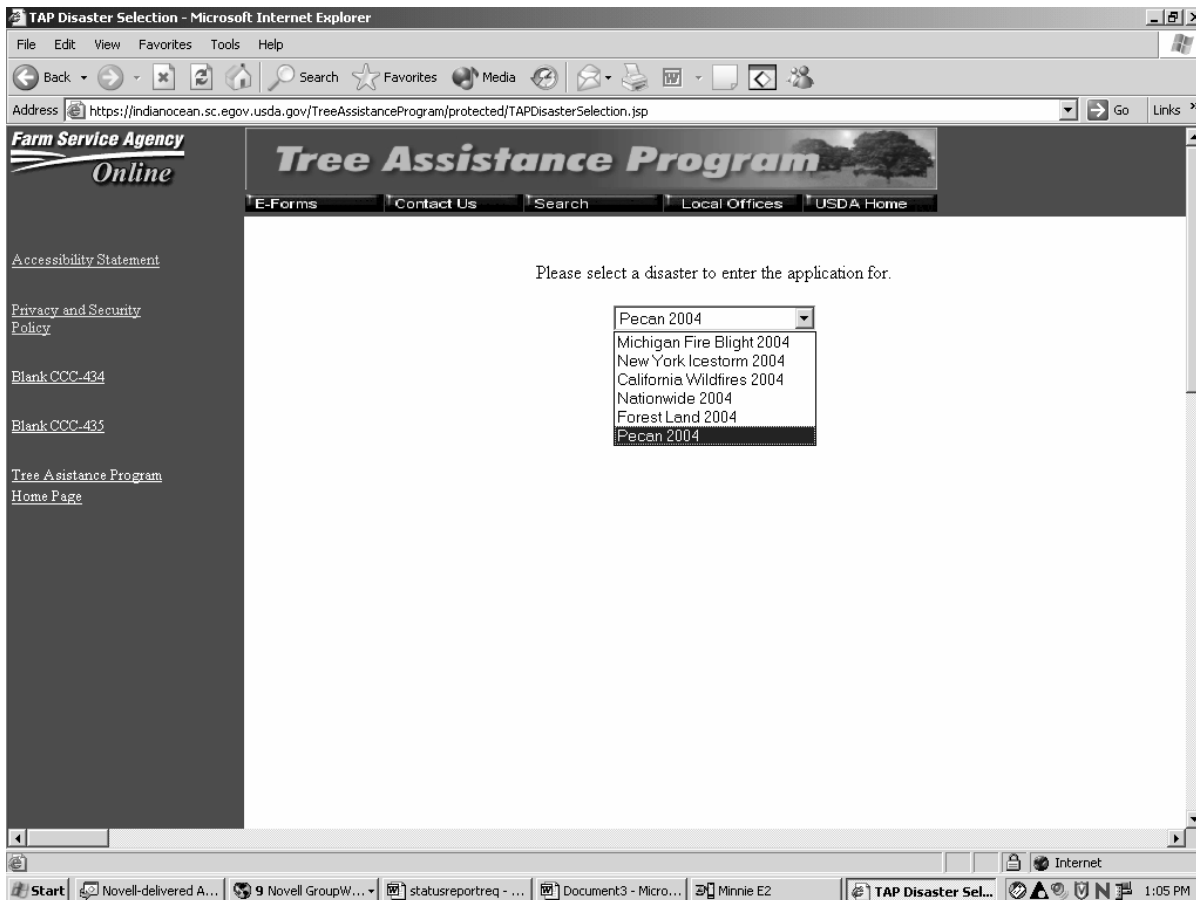 TAP Disaster Selection - Microsoft Internet Explorer
File Edit View Favorites Tools Help
Back Search Favorites Media
Address https://indianocean.sc.egov.usda.gov/TreeAssistanceProgram/protected/TAPDisasterSelection.jsp Go Links »
Farm Service Agency
Online
Tree Assistance Program
E-Forms Contact Us Search Local Offices USDA Home
Accessibility Statement
Privacy and Security
Policy
Blank CCC-434
Blank CCC-435
Tree Asistance Program
Home Page
Please select a disaster to enter the application for.
Pecan 2004
Michigan Fire Blight 2004
New York Icestorm 2004
California Wildfires 2004
Nationwide 2004
Forest Land 2004
Pecan 2004
Internet
Start Novell-delivered A... 9 Novell GroupW... statusreportreq - ... Document3 - Micro... Minnie E2 TAP Disaster Sel... 1:05 PM